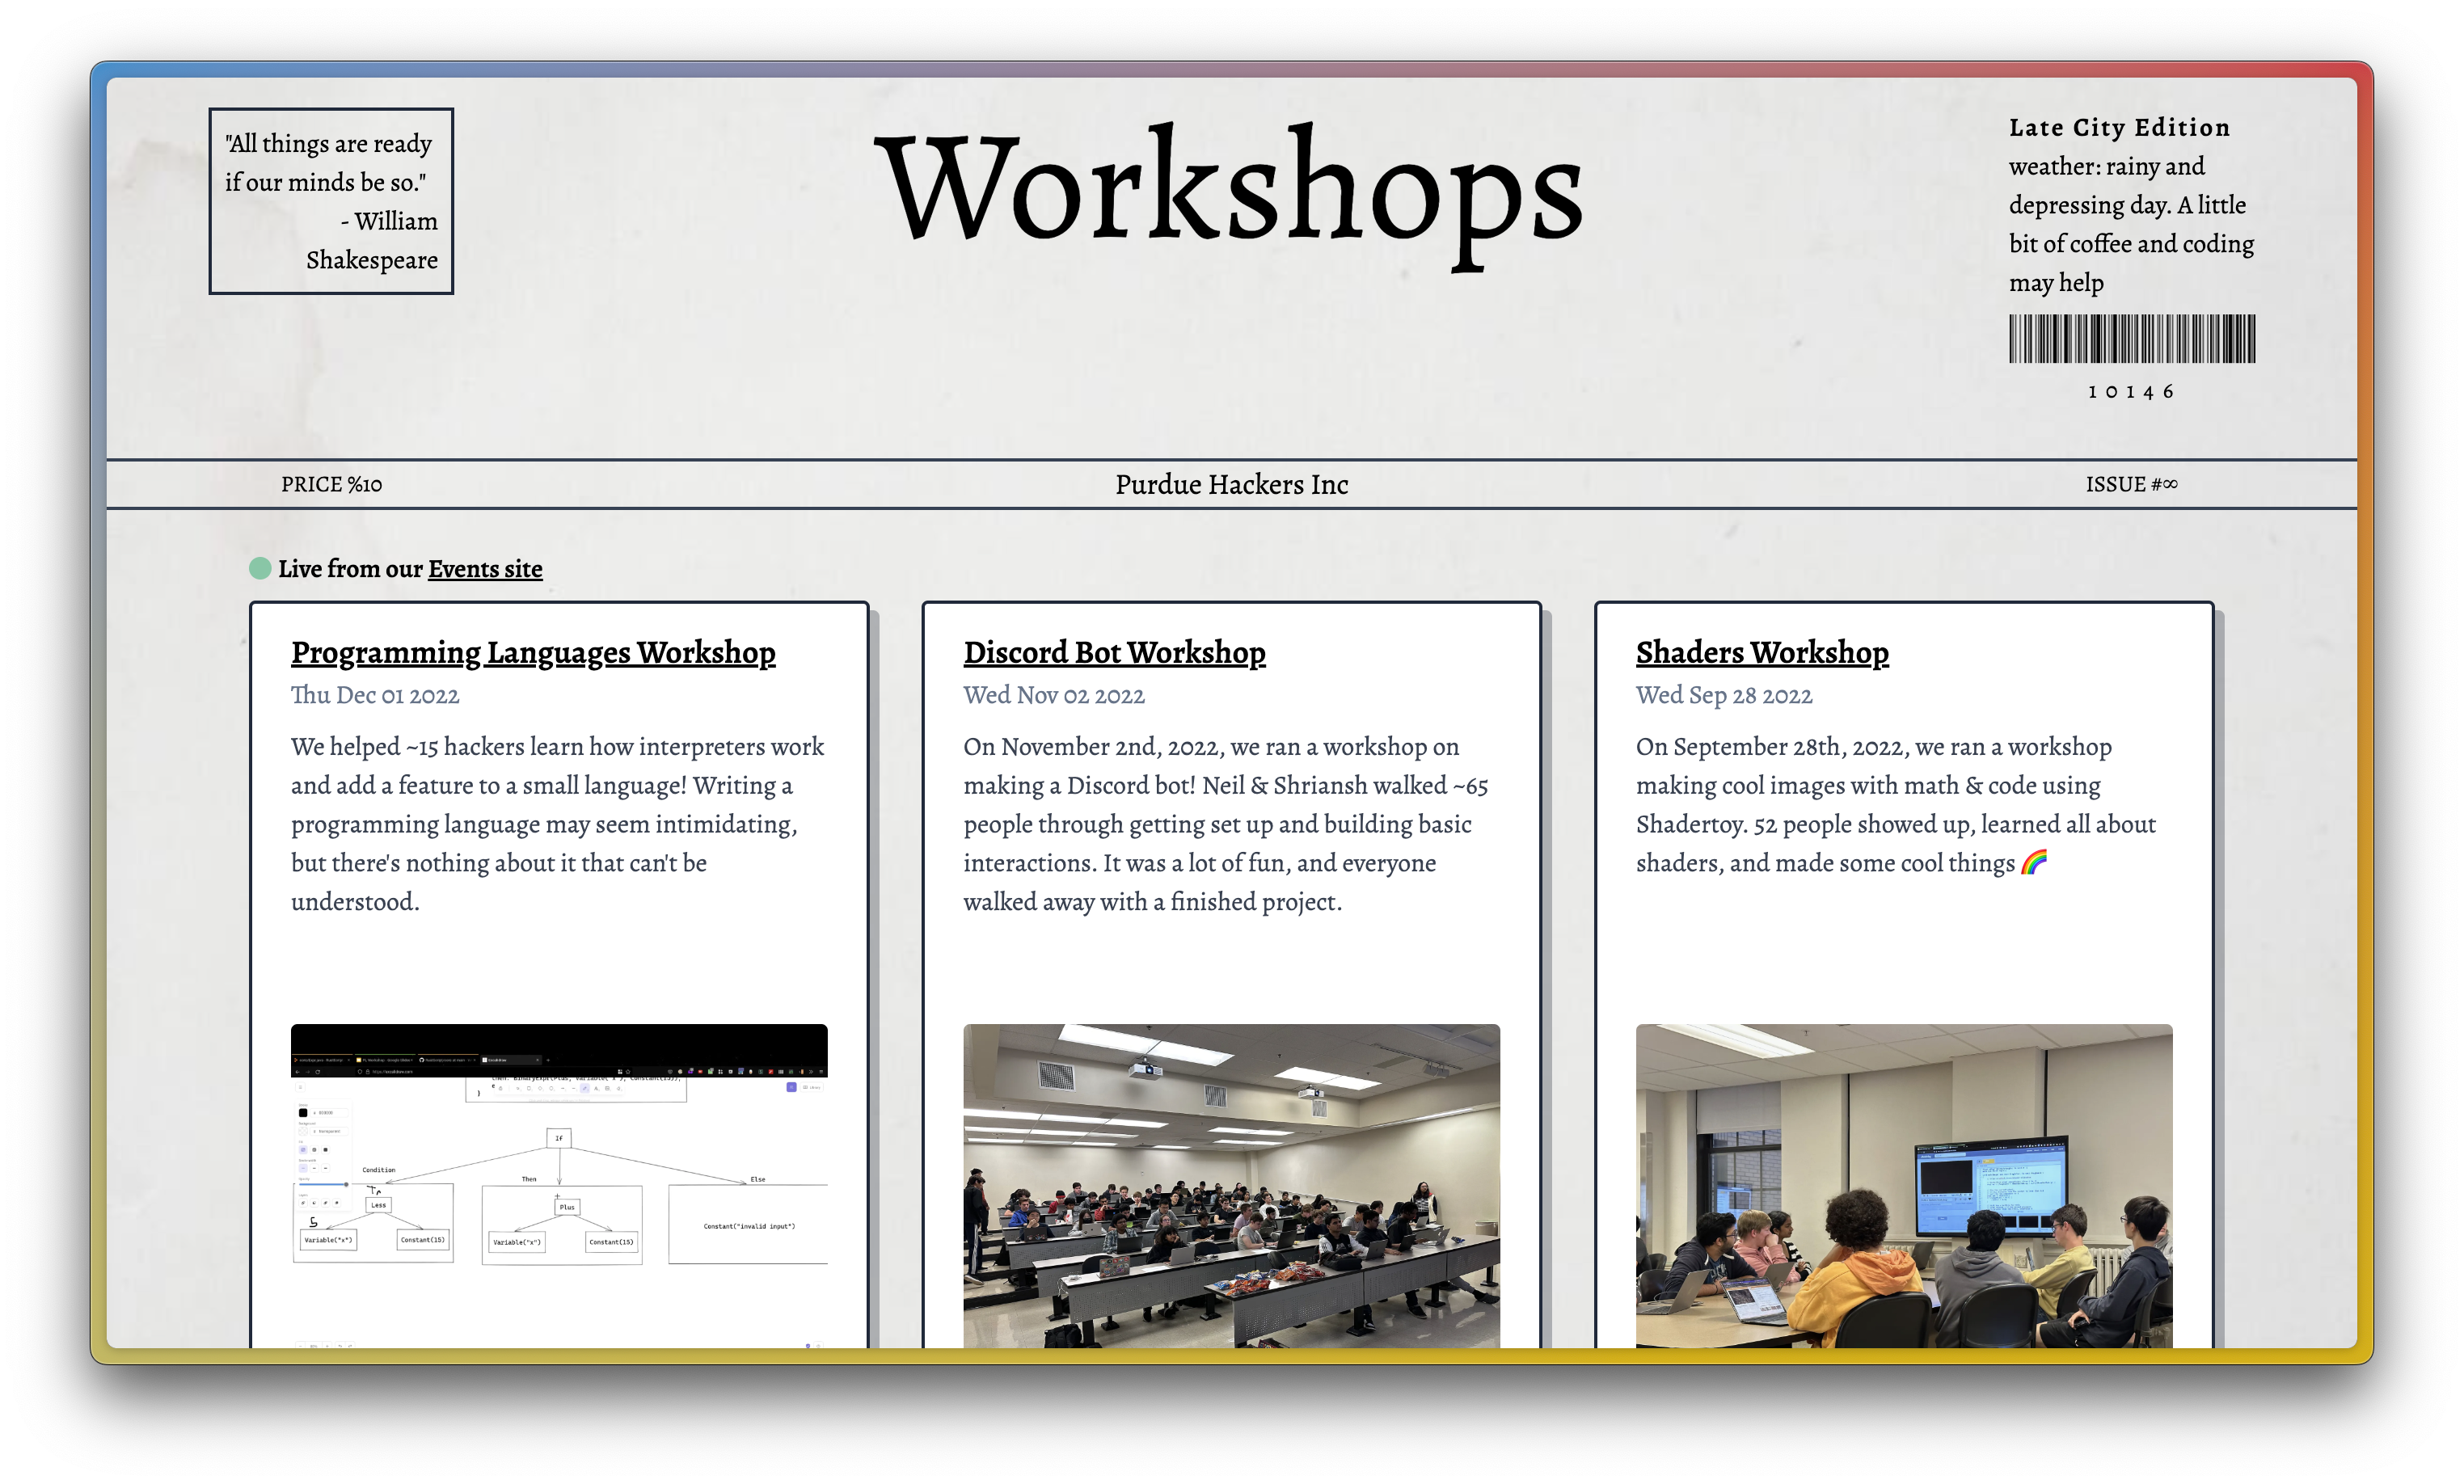 "All things are ready
if our minds be so."
- William
Shakespeare
Workshops
Late City Edition
weather: rainy and
depressing day. A little
bit of coffee and coding
may help
10146
PRICE %10
Purdue Hackers Inc
ISSUE #∞
Live from our Events site
Programming Languages Workshop
Thu Dec 01 2022
We helped ~15 hackers learn how interpreters work
and add a feature to a small language! Writing a
programming language may seem intimidating,
but there's nothing about it that can't be
understood.
Discord Bot Workshop
Wed Nov 02 2022
On November 2nd, 2022, we ran a workshop on
making a Discord bot! Neil & Shriansh walked ~65
people through getting set up and building basic
interactions. It was a lot of fun, and everyone
walked away with a finished project.
Shaders Workshop
Wed Sep 28 2022
On September 28th, 2022, we ran a workshop
making cool images with math & code using
Shadertoy. 52 people showed up, learned all about
shaders, and made some cool things 🌈
}
If
Condition
Then
Else
Less
Plus
Constant("invalid input")
5
Variable("x")
Constant(15)
Variable("x")
Constant(15)